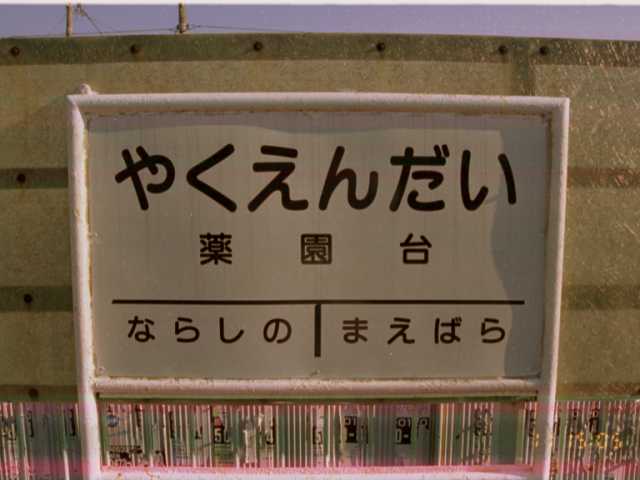 やくえんだい
薬園台
ならしの まえばら